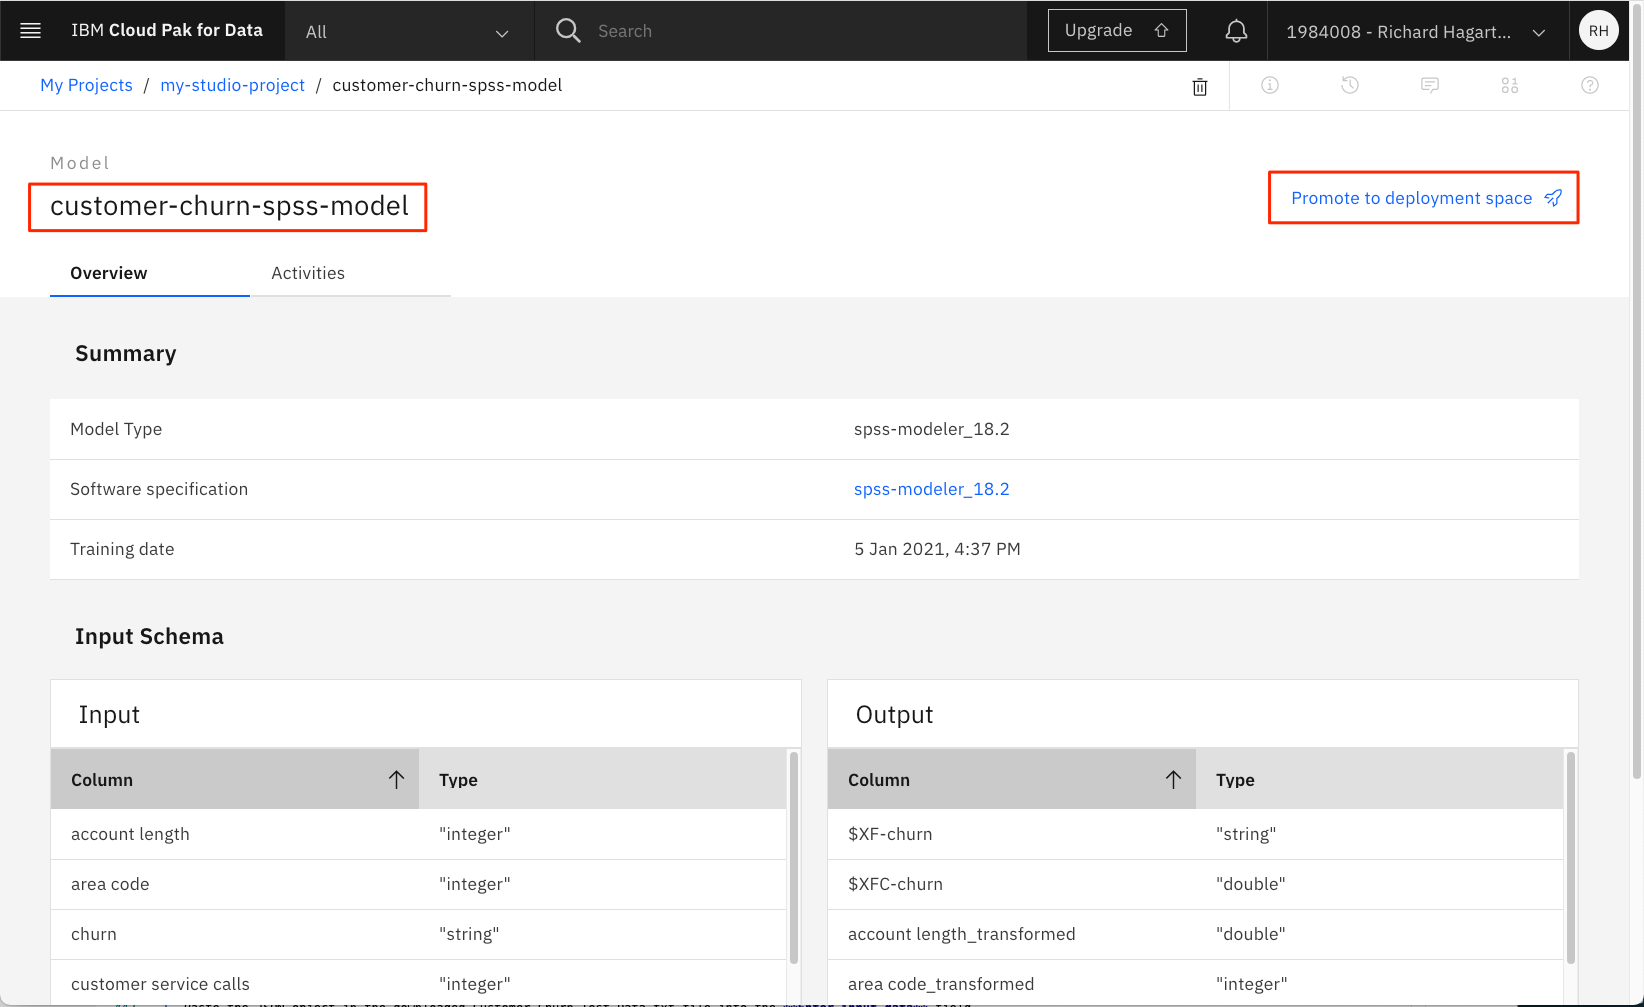 IBM Cloud Pak for Data
All
Search
Upgrade
1984008 - Richard Hagart...
RH
My Projects / my-studio-project / customer-churn-spss-model
Model
customer-churn-spss-model
Promote to deployment space
Overview
Activities
Summary
Model Type spss-modeler_18.2
Software specification spss-modeler_18.2
Training date 5 Jan 2021, 4:37 PM
Input Schema
Input
Column Type
account length "integer"
area code "integer"
churn "string"
customer service calls "integer"
Output
Column Type
$XF-churn "string"
$XFC-churn "double"
account length_transformed "double"
area code_transformed "integer"